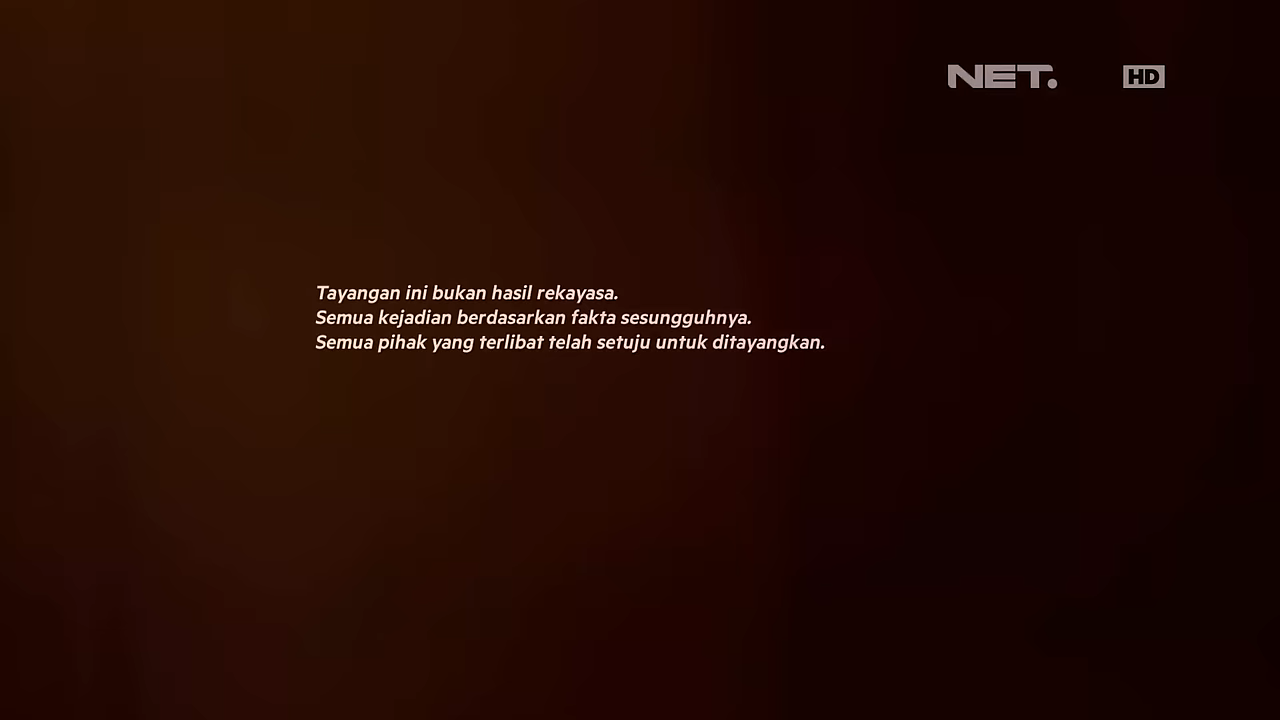 NET. HD
Tayangan ini bukan hasil rekayasa.
Semua kejadian berdasarkan fakta sesungguhnya.
Semua pihak yang terlibat telah setuju untuk ditayangkan.